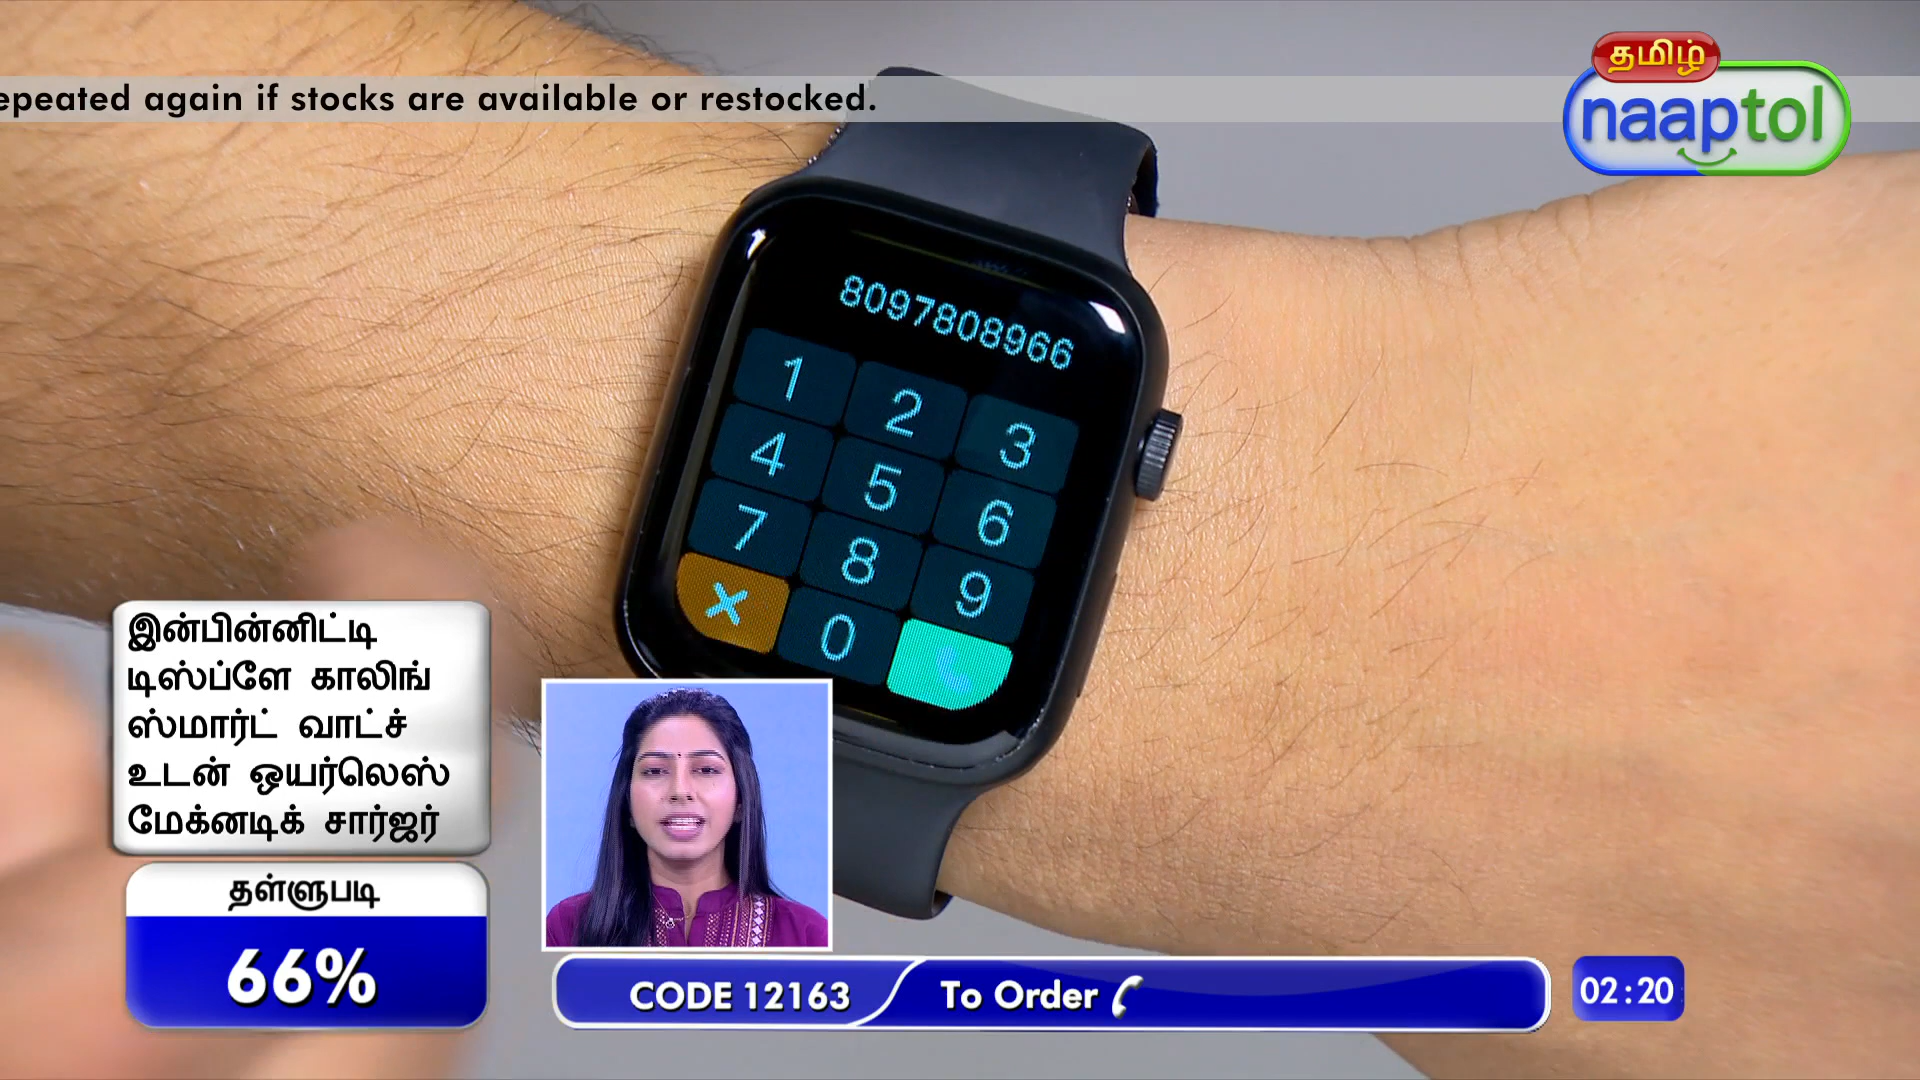 epeated again if stocks are available or restocked.
தமிழ்
naaptol
8097808966
1 2 3
4 5 6
7 8 9
X 0
இன்பின்னிட்டி
டிஸ்ப்ளே காலிங்
ஸ்மார்ட் வாட்ச்
உடன் ஒயர்லெஸ்
மேக்னடிக் சார்ஜர்
தள்ளுபடி
66%
CODE 12163 To Order
02:20